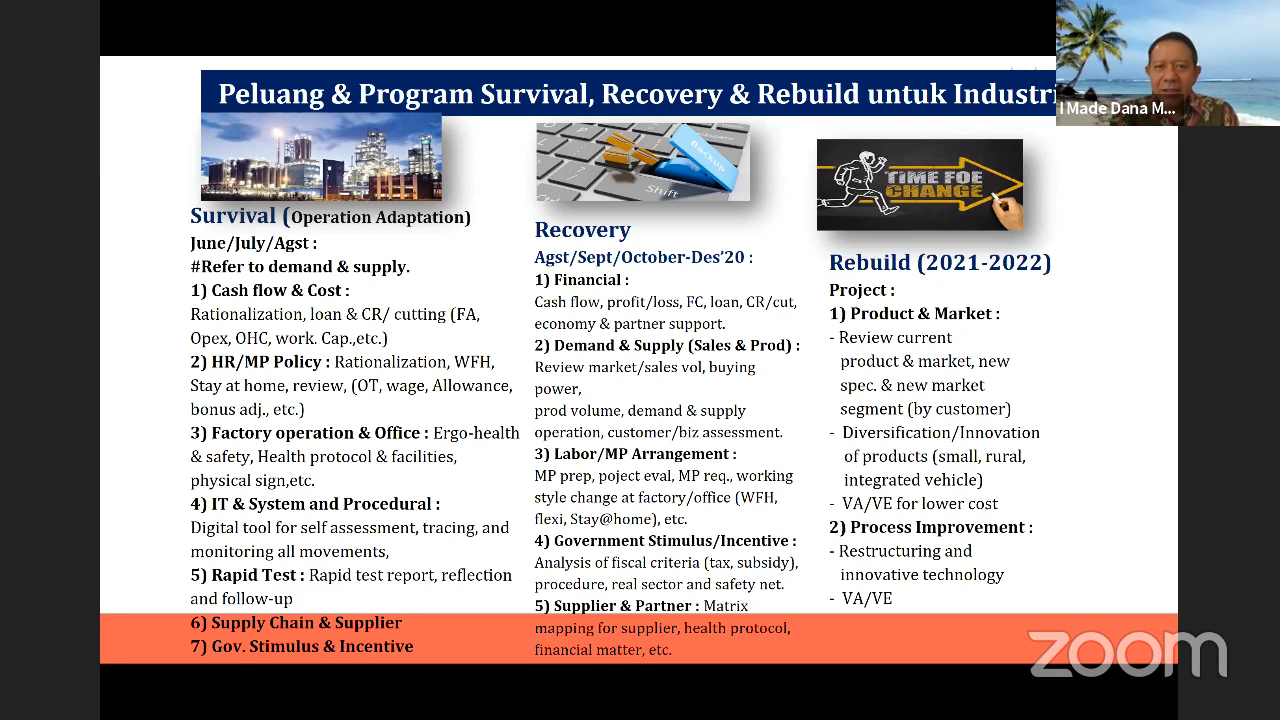 Peluang & Program Survival, Recovery & Rebuild untuk Industri
I Made Dana M...
Backup
Shift
TIME FOE
CHANGE
Survival (Operation Adaptation)
June/July/Agst :
#Refer to demand & supply.
1) Cash flow & Cost :
Rationalization, loan & CR/ cutting (FA,
Opex, OHC, work. Cap.,etc.)
2) HR/MP Policy : Rationalization, WFH,
Stay at home, review, (OT, wage, Allowance,
bonus adj., etc.)
3) Factory operation & Office : Ergo-health
& safety, Health protocol & facilities,
physical sign,etc.
4) IT & System and Procedural :
Digital tool for self assessment, tracing, and
monitoring all movements,
5) Rapid Test : Rapid test report, reflection
and follow-up
6) Supply Chain & Supplier
7) Gov. Stimulus & Incentive
Recovery
Agst/Sept/October-Des’20 :
1) Financial :
Cash flow, profit/loss, FC, loan, CR/cut,
economy & partner support.
2) Demand & Supply (Sales & Prod) :
Review market/sales vol, buying
power,
prod volume, demand & supply
operation, customer/biz assessment.
3) Labor/MP Arrangement :
MP prep, poject eval, MP req., working
style change at factory/office (WFH,
flexi, Stay@home), etc.
4) Government Stimulus/Incentive :
Analysis of fiscal criteria (tax, subsidy),
procedure, real sector and safety net.
5) Supplier & Partner : Matrix
mapping for supplier, health protocol,
financial matter, etc.
Rebuild (2021-2022)
Project :
1) Product & Market :
- Review current
product & market, new
spec. & new market
segment (by customer)
- Diversification/Innovation
of products (small, rural,
integrated vehicle)
- VA/VE for lower cost
2) Process Improvement :
- Restructuring and
innovative technology
- VA/VE
zoom